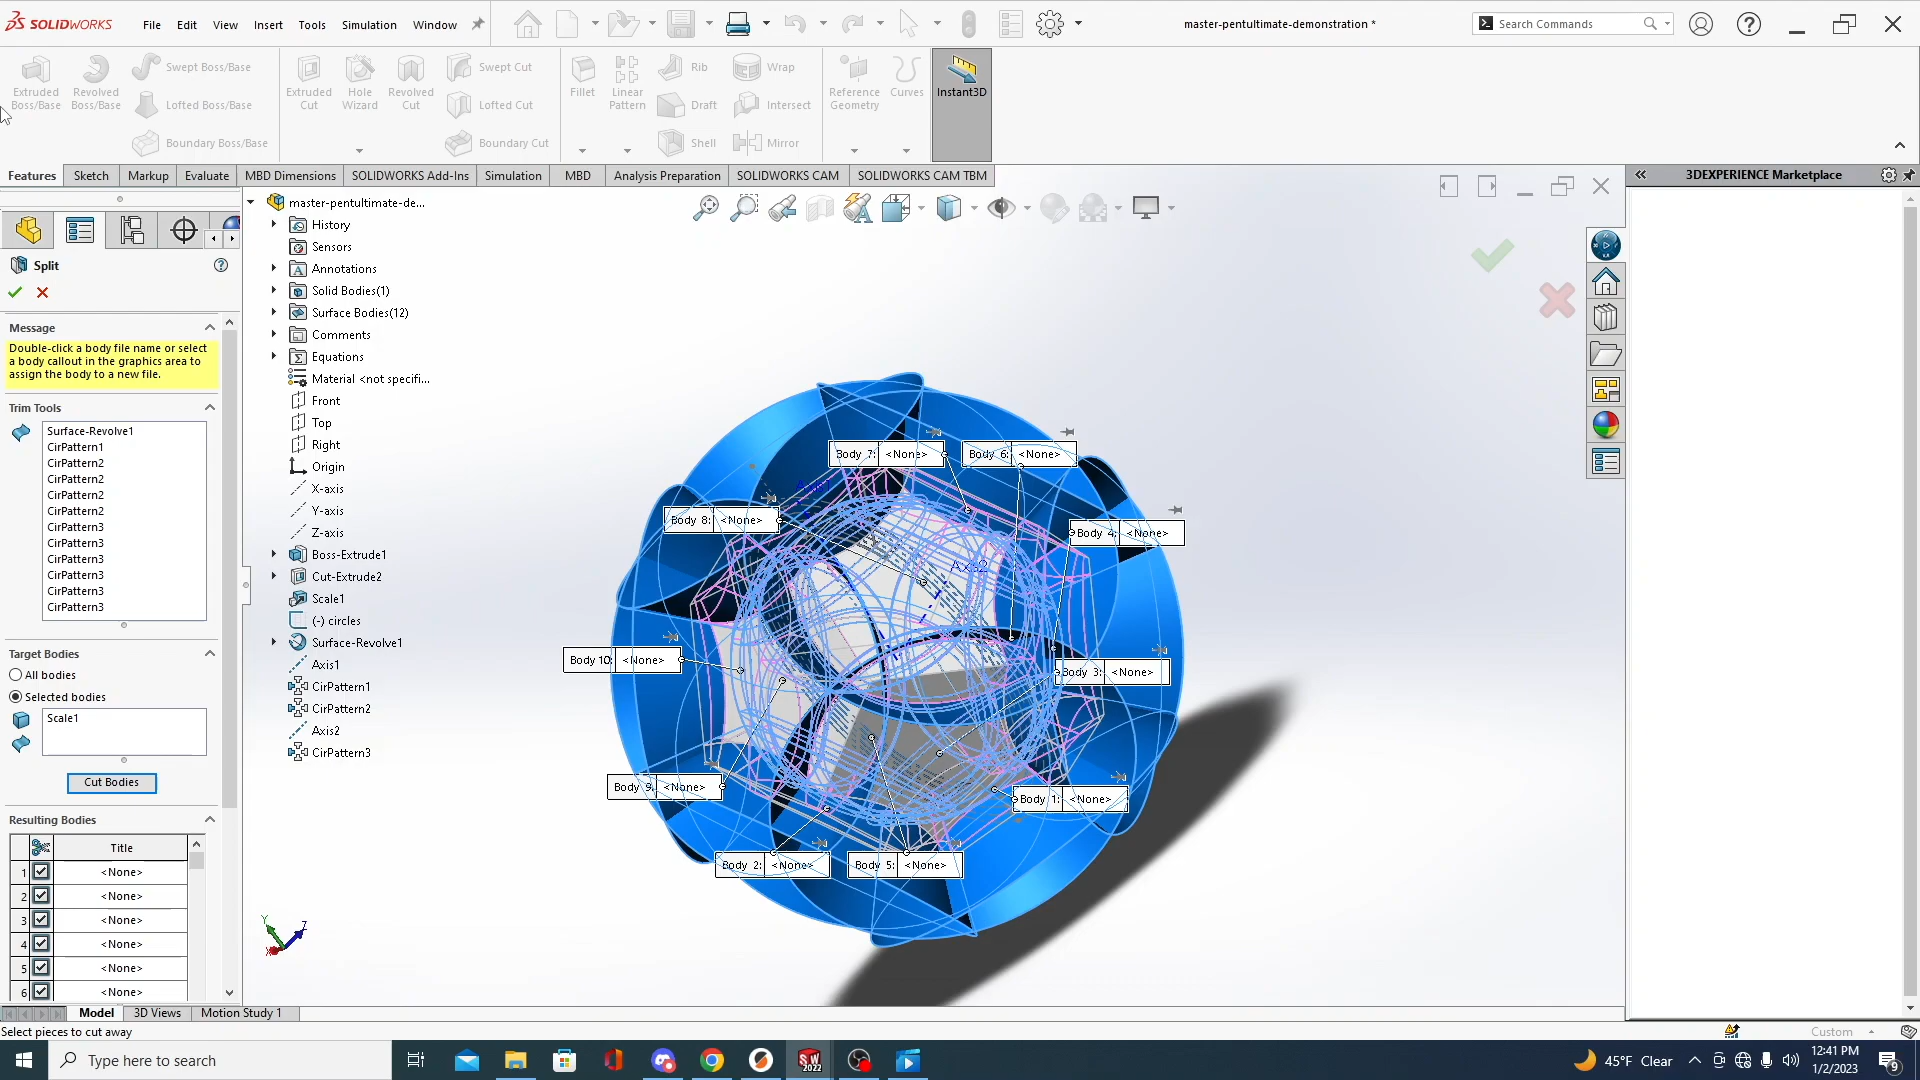 SOLIDWORKS File Edit View Insert Tools Simulation Window master-pentultimate-demonstration * Search Commands
Extruded Boss/Base
Revolved Boss/Base
Swept Boss/Base
Lofted Boss/Base
Boundary Boss/Base
Extruded Cut
Hole Wizard
Revolved Cut
Swept Cut
Lofted Cut
Boundary Cut
Fillet
Linear Pattern
Rib
Draft
Shell
Wrap
Intersect
Mirror
Reference Geometry
Curves
Instant3D
Features Sketch Markup Evaluate MBD Dimensions SOLIDWORKS Add-Ins Simulation MBD Analysis Preparation SOLIDWORKS CAM SOLIDWORKS CAM TBM
3DEXPERIENCE Marketplace
Split
Message
Double-click a body file name or select
a body callout in the graphics area to
assign the body to a new file.
Trim Tools
Surface-Revolve1
CirPattern1
CirPattern2
CirPattern2
CirPattern2
CirPattern2
CirPattern3
CirPattern3
CirPattern3
CirPattern3
CirPattern3
CirPattern3
Target Bodies
All bodies
Selected bodies
Scale1
Cut Bodies
Resulting Bodies
Title
1 <None>
2 <None>
3 <None>
4 <None>
5 <None>
6 <None>
master-pentultimate-de...
History
Sensors
Annotations
Solid Bodies(1)
Surface Bodies(12)
Comments
Equations
Material <not specifi...
Front
Top
Right
Origin
X-axis
Y-axis
Z-axis
Boss-Extrude1
Cut-Extrude2
Scale1
(-) circles
Surface-Revolve1
Axis1
CirPattern1
CirPattern2
Axis2
CirPattern3
Body 7: <None>
Body 6: <None>
Axis1
Body 8: <None>
Body 4: <None>
Axis2
Body 10: <None>
Body 3: <None>
Body 9: <None>
Body 1: <None>
Body 2: <None>
Body 5: <None>
Y Z X
Model 3D Views Motion Study 1
Select pieces to cut away
Custom
Type here to search
SW 2022
45°F Clear
12:41 PM
1/2/2023
9